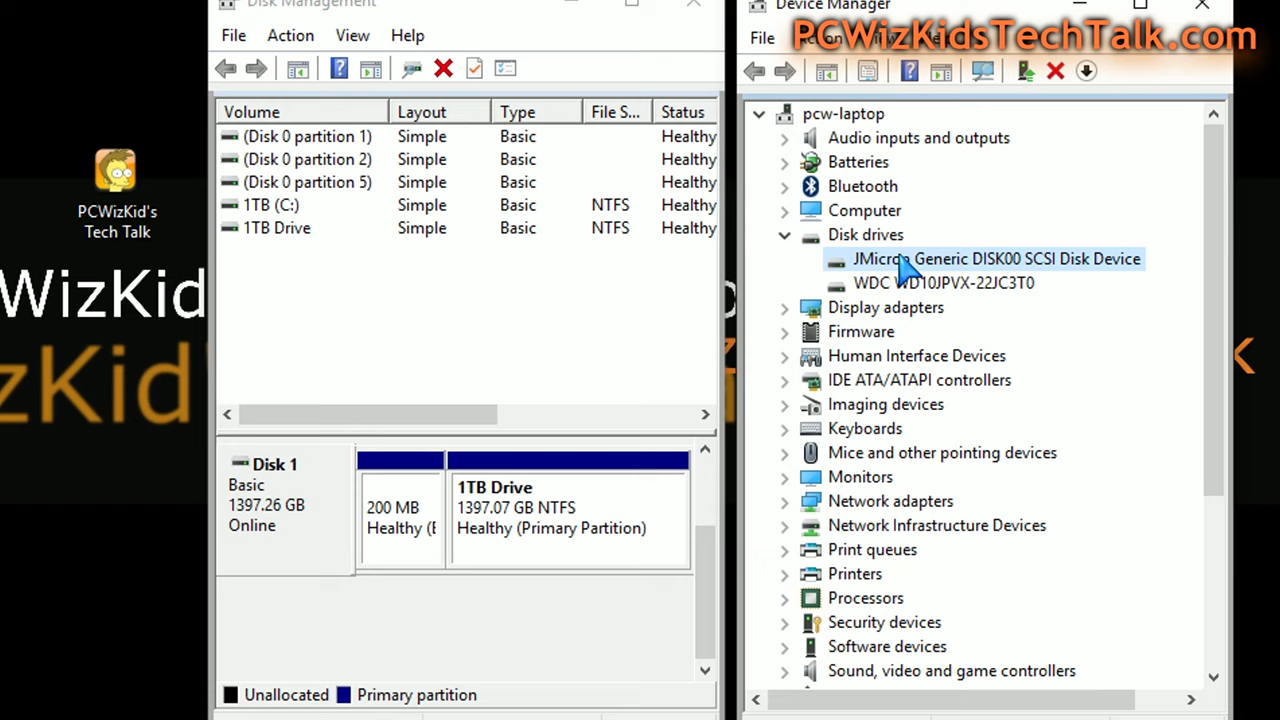 Disk Management
File Action View Help
Volume Layout Type File S... Status
(Disk 0 partition 1) Simple Basic Healthy
(Disk 0 partition 2) Simple Basic Healthy
(Disk 0 partition 5) Simple Basic Healthy
1TB (C:) Simple Basic NTFS Healthy
1TB Drive Simple Basic NTFS Healthy
Disk 1
Basic
1397.26 GB
Online
200 MB
Healthy (E
1TB Drive
1397.07 GB NTFS
Healthy (Primary Partition)
Unallocated Primary partition
Device Manager
File
PCWizKidsTechTalk.com
pcw-laptop
Audio inputs and outputs
Batteries
Bluetooth
Computer
Disk drives
JMicron Generic DISK00 SCSI Disk Device
WDC WD10JPVX-22JC3T0
Display adapters
Firmware
Human Interface Devices
IDE ATA/ATAPI controllers
Imaging devices
Keyboards
Mice and other pointing devices
Monitors
Network adapters
Network Infrastructure Devices
Print queues
Printers
Processors
Security devices
Software devices
Sound, video and game controllers
PCWizKid's
Tech Talk
WizKid
zKid